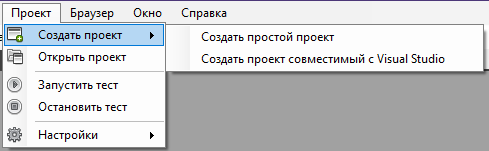 Проект Браузер Окно Справка
Создать проект
Открыть проект
Запустить тест
Остановить тест
Настройки
Создать простой проект
Создать проект совместимый с Visual Studio